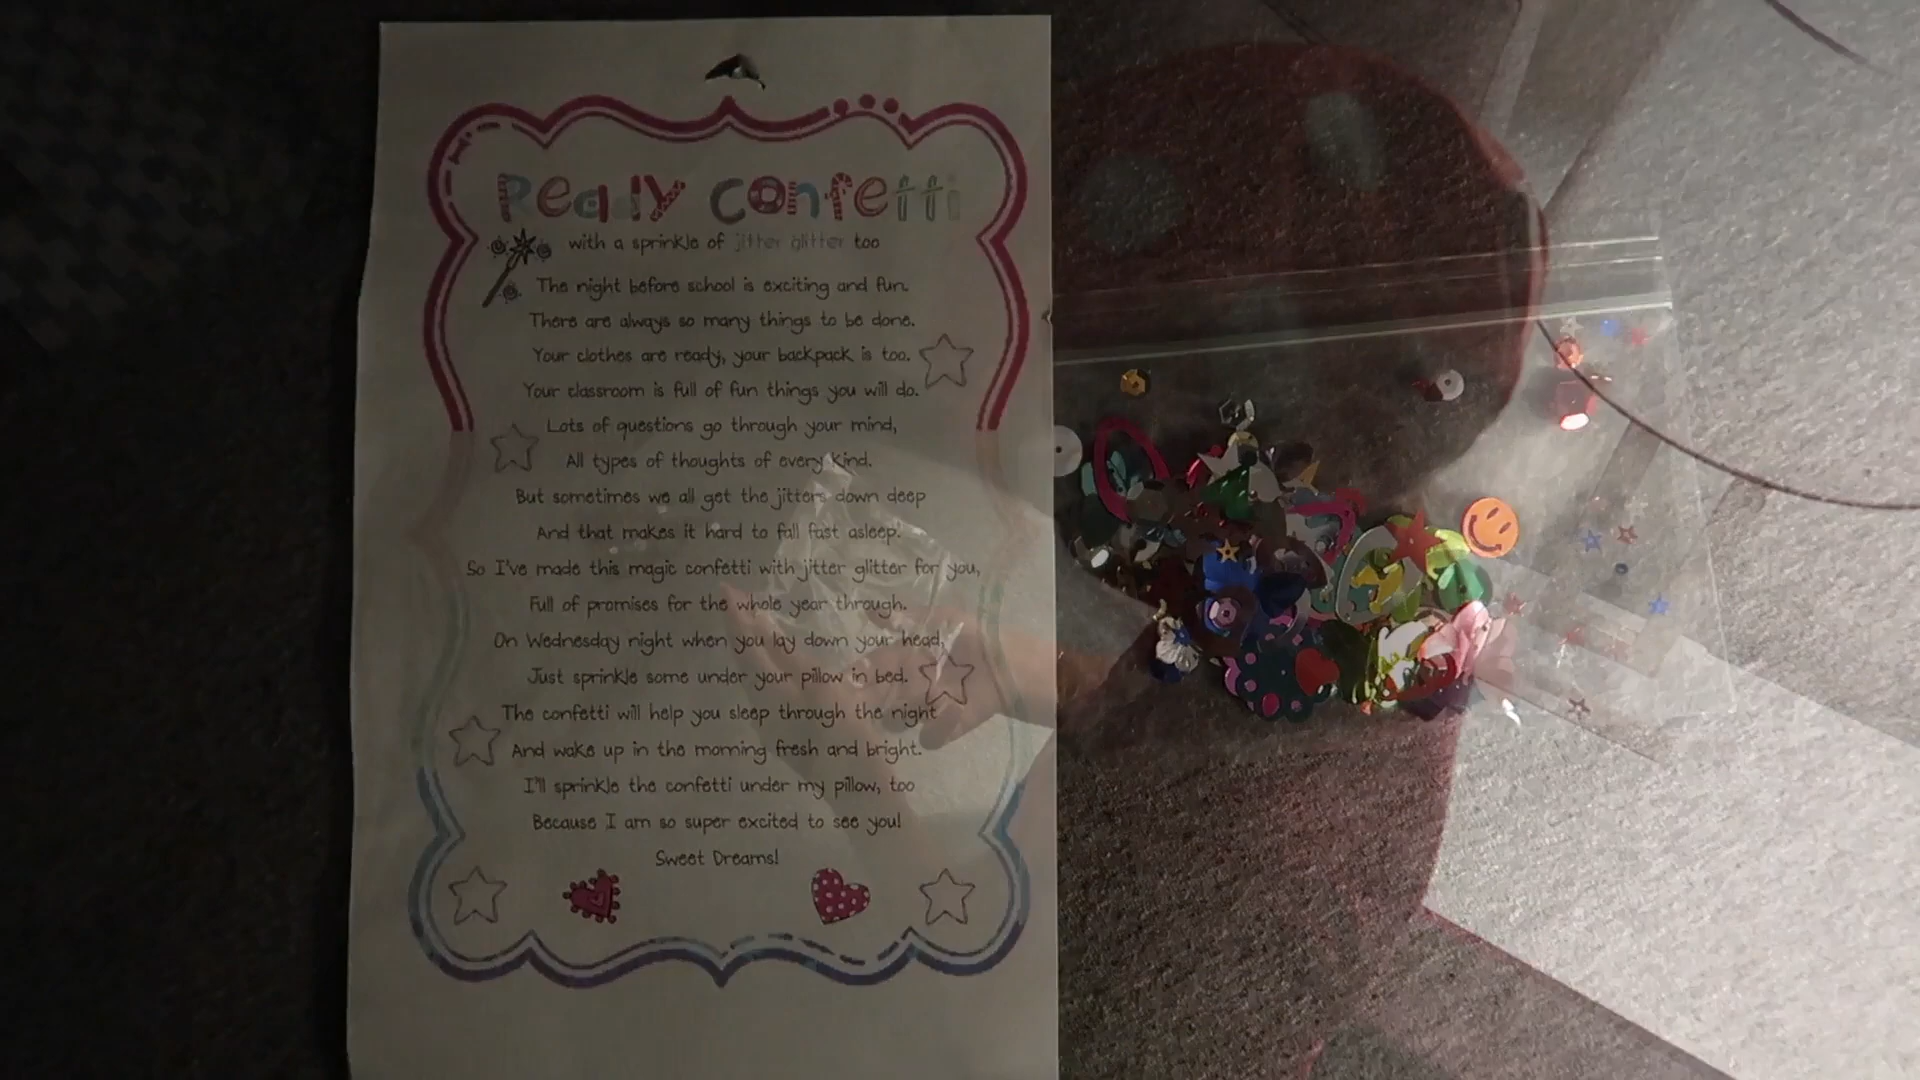 Ready Confetti
with a sprinkle of jitter glitter too
The night before school is exciting and fun.
There are always so many things to be done.
Your clothes are ready, your backpack is too.
Your classroom is full of fun things you will do.
Lots of questions go through your mind,
All types of thoughts of every kind.
But sometimes we all get the jitters down deep
And that makes it hard to fall fast asleep!
So I've made this magic confetti with jitter glitter for you,
Full of promises for the whole year through.
On Wednesday night when you lay down your head,
Just sprinkle some under your pillow in bed.
The confetti will help you sleep through the night
And wake up in the morning fresh and bright.
I'll sprinkle the confetti under my pillow, too
Because I am so super excited to see you!
Sweet Dreams!